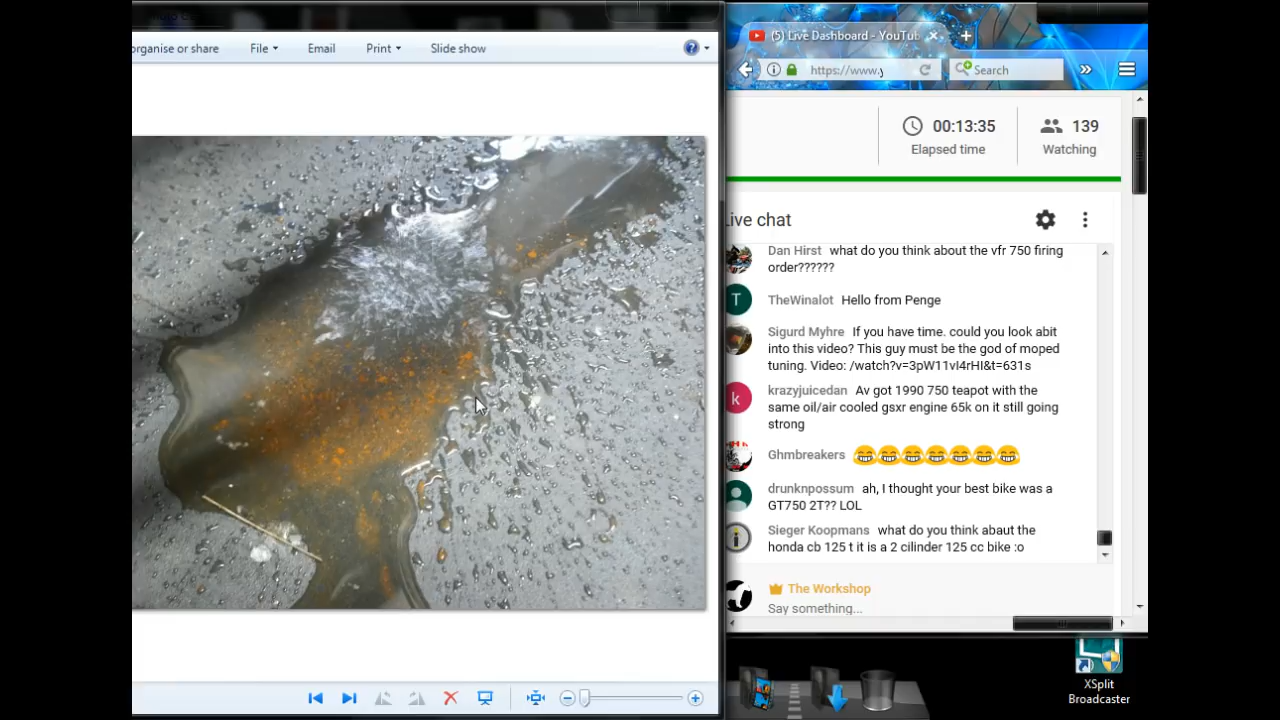 organise or share File Email Print Slide show
(5) Live Dashboard - YouTub
https://www.y Search
00:13:35 139
Elapsed time Watching
Live chat
Dan Hirst what do you think about the vfr 750 firing
order??????
T TheWinalot Hello from Penge
Sigurd Myhre If you have time. could you look abit
into this video? This guy must be the god of moped
tuning. Video: /watch?v=3pW11vI4rHI&t=631s
k krazyjuicedan Av got 1990 750 teapot with the
same oil/air cooled gsxr engine 65k on it still going
strong
Ghmbreakers 😂😂😂😂😂😂😂
drunknpossum ah, I thought your best bike was a
GT750 2T?? LOL
Sieger Koopmans what do you think abaut the
honda cb 125 t it is a 2 cilinder 125 cc bike :o
The Workshop
Say something...
XSplit
Broadcaster